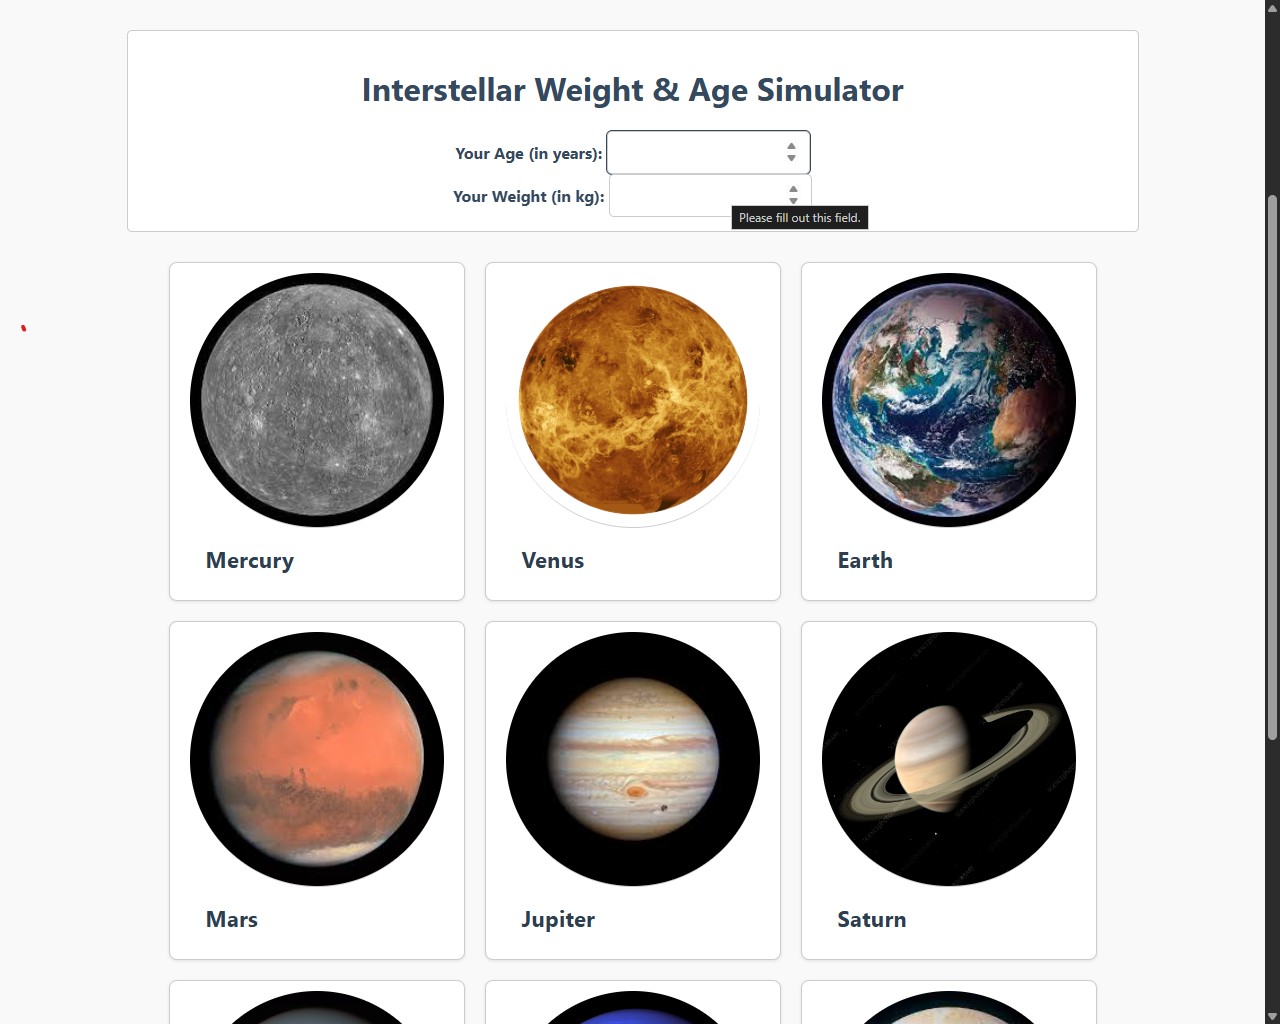 Interstellar Weight & Age Simulator
Your Age (in years):
Your Weight (in kg):
Please fill out this field.
Mercury
Venus
Earth
Mars
Jupiter
Saturn